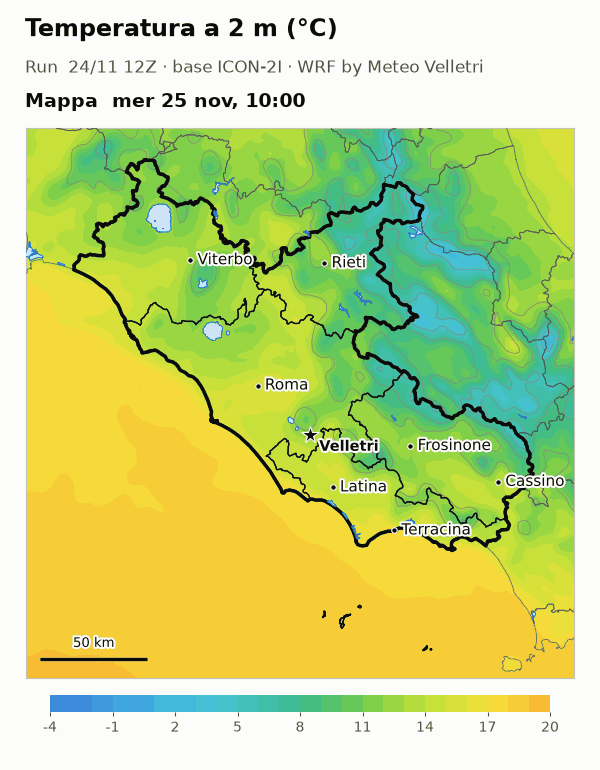 Temperatura a 2 m (°C)
Run  24/11 12Z · base ICON-2I · WRF by Meteo Velletri
Mappa  mer 25 nov, 10:00
Viterbo
Rieti
Roma
Velletri
Frosinone
Cassino
Latina
Terracina
50 km
-4 -1 2 5 8 11 14 17 20